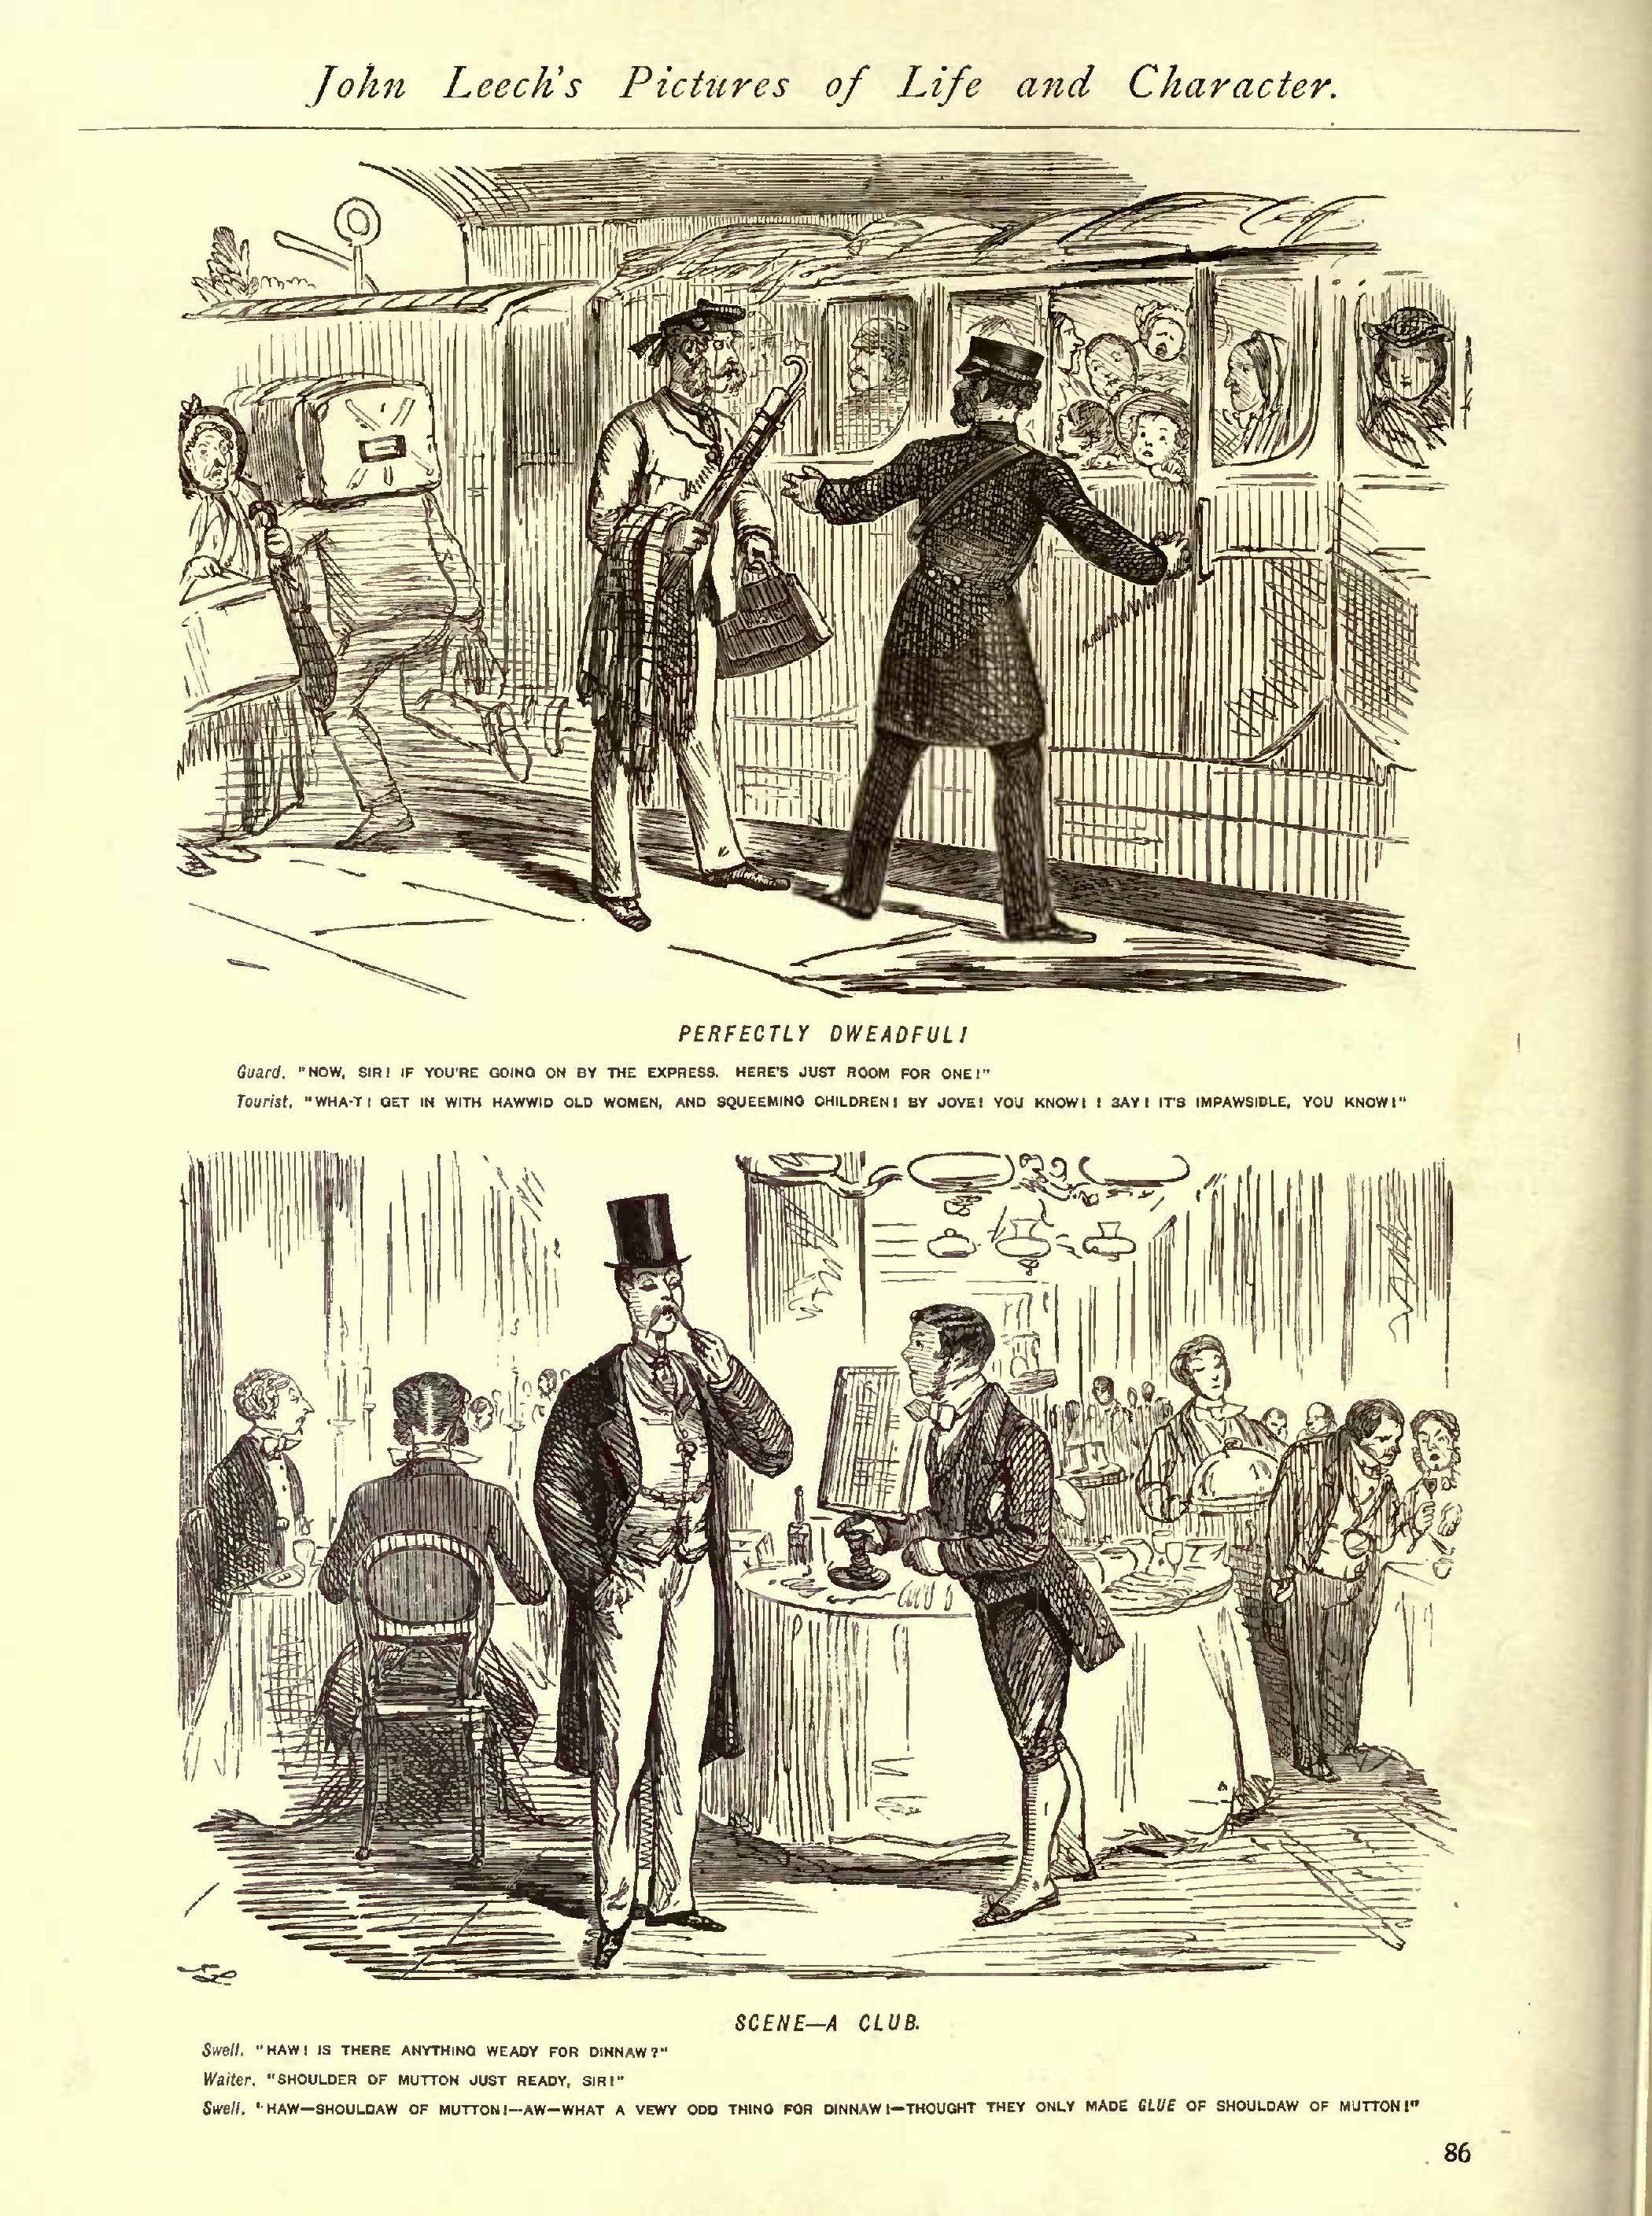 John Leech's Pictures of Life and Character.
PERFECTLY DWEADFUL!
Guard. "NOW, SIR! IF YOU'RE GOING ON BY THE EXPRESS. HERE'S JUST ROOM FOR ONE!"
Tourist. "WHA-T! GET IN WITH HAWWID OLD WOMEN, AND SQUEEMING CHILDREN! BY JOVE! YOU KNOW! I SAY! IT'S IMPAWSIBLE, YOU KNOW!"
SCENE—A CLUB.
Swell. "HAW! IS THERE ANYTHING WEADY FOR DINNAW?"
Waiter. "SHOULDER OF MUTTON JUST READY, SIR!"
Swell. "HAW—SHOULDAW OF MUTTON!—AW—WHAT A VEWY ODD THING FOR DINNAW!—THOUGHT THEY ONLY MADE GLUE OF SHOULDAW OF MUTTON!"
86